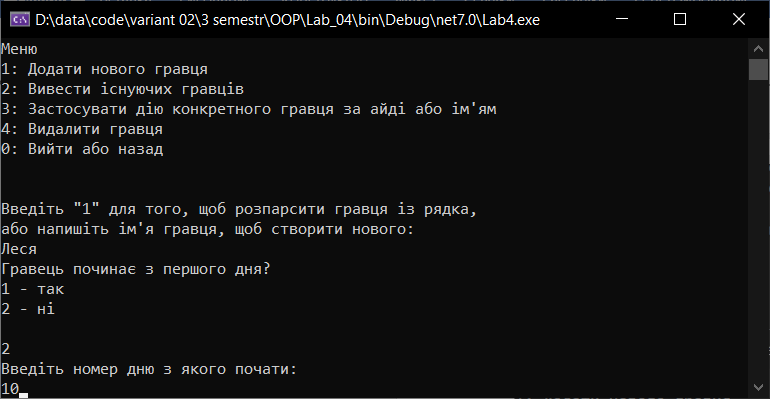 D:\data\code\variant 02\3 semestr\OOP\Lab_04\bin\Debug\net7.0\Lab4.exe
Меню
1: Додати нового гравця
2: Вивести існуючих гравців
3: Застосувати дію конкретного гравця за айді або ім'ям
4: Видалити гравця
0: Вийти або назад
Введіть "1" для того, щоб розпарсити гравця із рядка,
або напишіть ім'я гравця, щоб створити нового:
Леся
Гравець починає з першого дня?
1 - так
2 - ні
2
Введіть номер дню з якого почати:
10